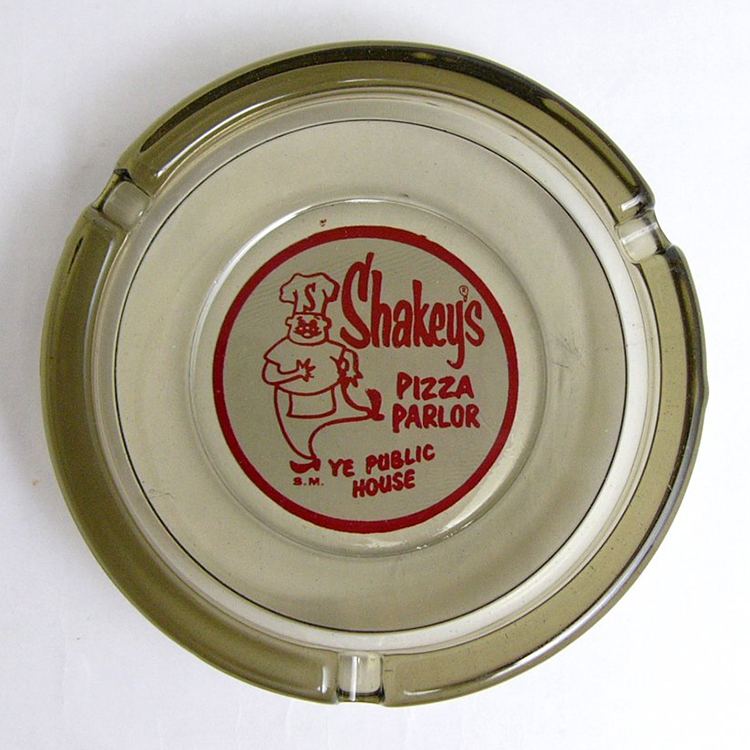 S
Shakey's®
PIZZA
PARLOR
YE PUBLIC
HOUSE
S.M.